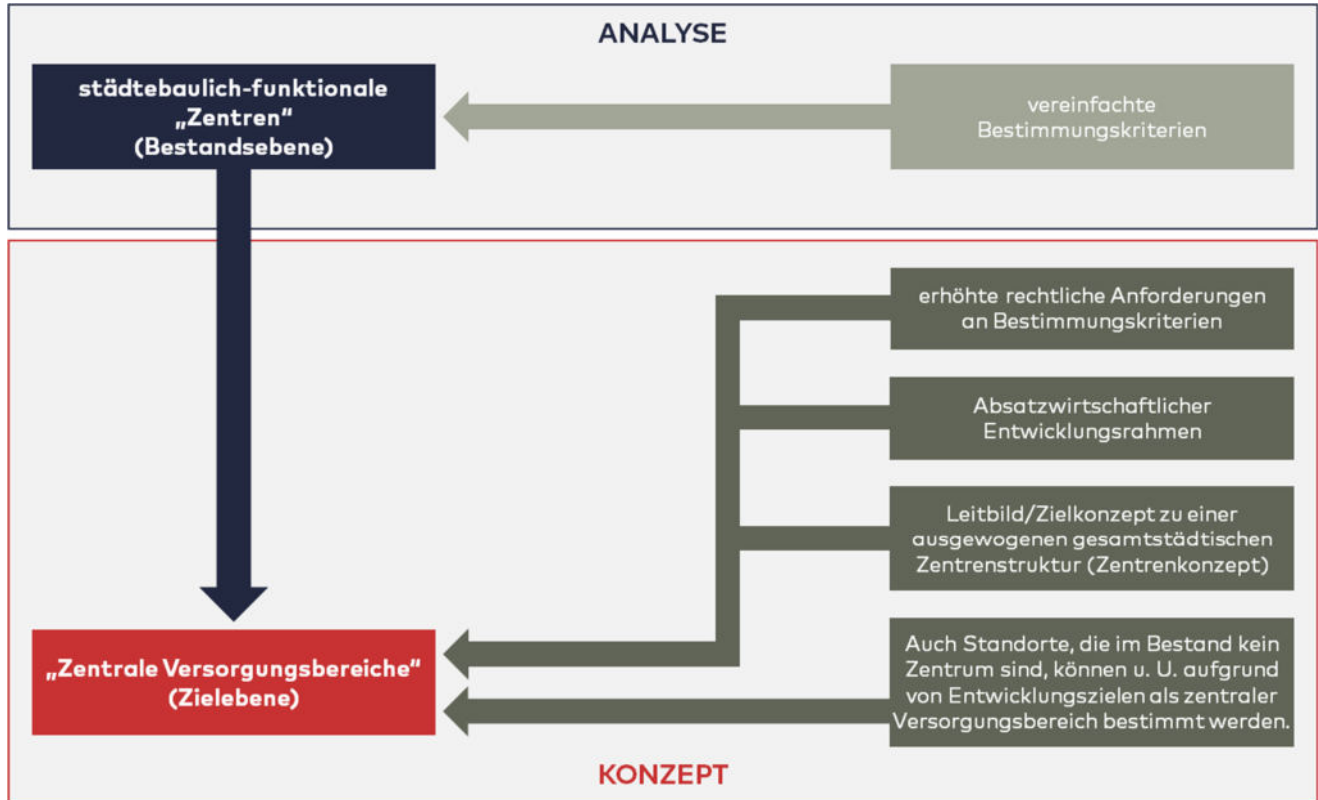 ANALYSE
städtebaulich-funktionale
„Zentren“
(Bestandsebene)
vereinfachte
Bestimmungskriterien
erhöhte rechtliche Anforderungen
an Bestimmungskriterien
Absatzwirtschaftlicher
Entwicklungsrahmen
Leitbild/Zielkonzept zu einer
ausgewogenen gesamtstädtischen
Zentrenstruktur (Zentrenkonzept)
„Zentrale Versorgungsbereiche“
(Zielebene)
Auch Standorte, die im Bestand kein
Zentrum sind, können u. U. aufgrund
von Entwicklungszielen als zentraler
Versorgungsbereich bestimmt werden.
KONZEPT